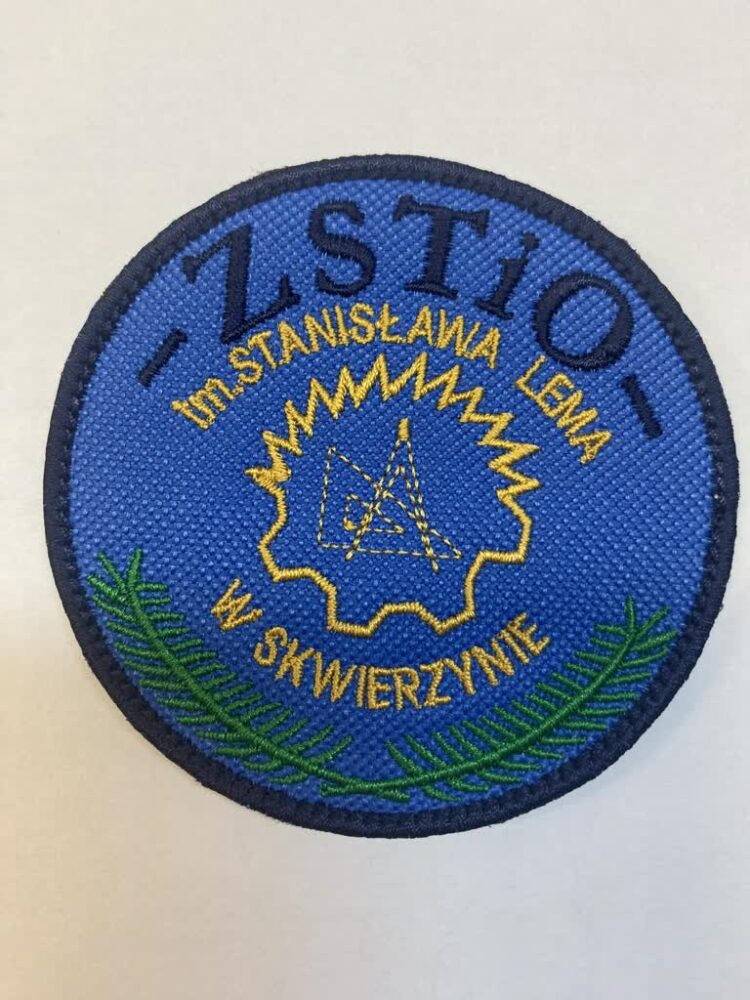 -ZSTiO-
im.STANISŁAWA LEMA
W SKWIERZYNIE